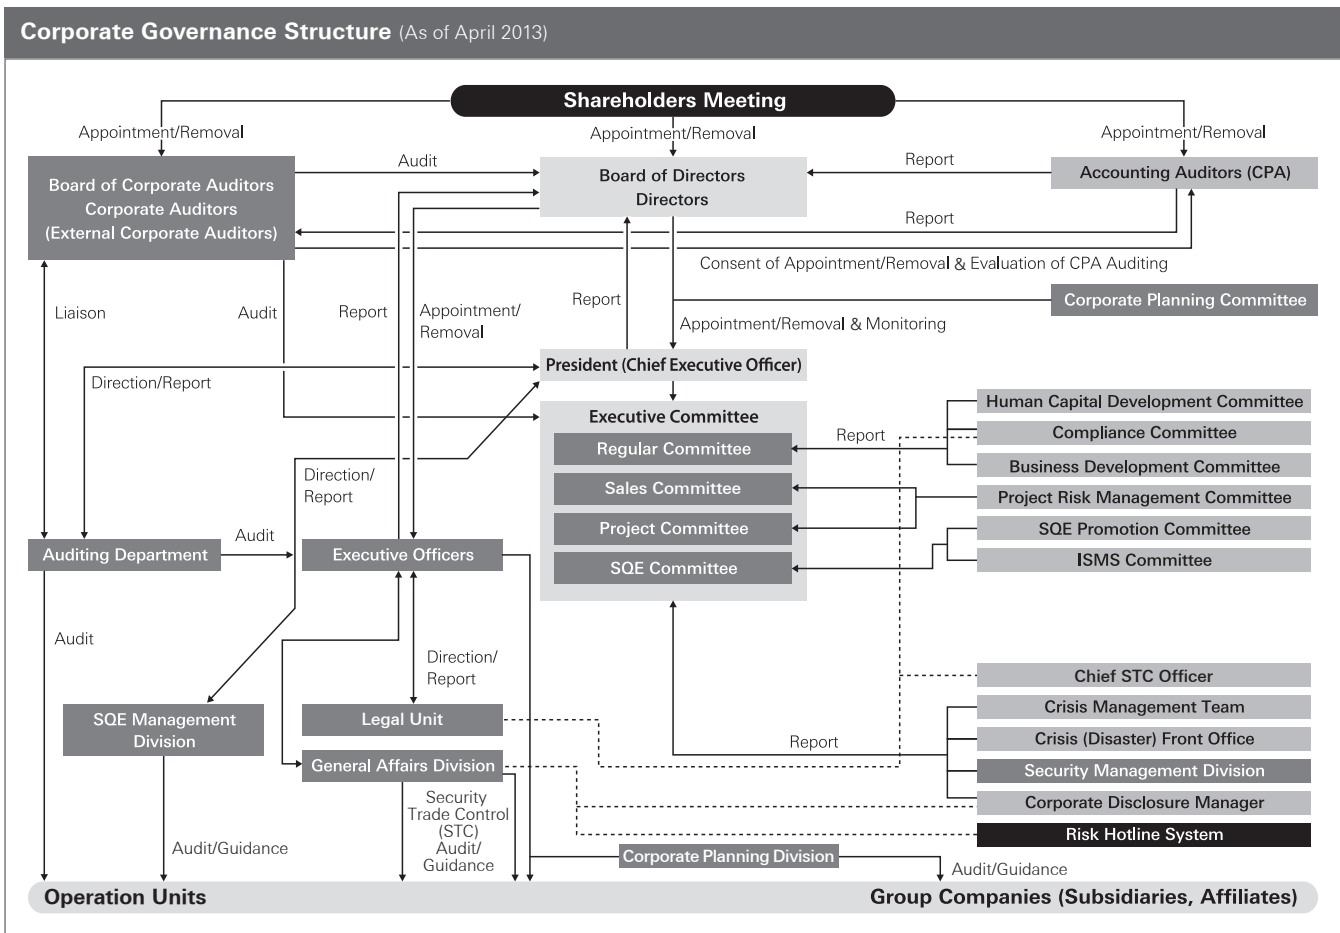 Corporate Governance Structure (As of April 2013)
Shareholders Meeting
Appointment/Removal
Appointment/Removal
Appointment/Removal
Board of Corporate Auditors
Corporate Auditors
(External Corporate Auditors)
Audit
Board of Directors
Directors
Report
Accounting Auditors (CPA)
Report
Consent of Appointment/Removal & Evaluation of CPA Auditing
Liaison
Audit
Report
Appointment/
Removal
Report
Corporate Planning Committee
Appointment/Removal & Monitoring
Direction/Report
President (Chief Executive Officer)
Executive Committee
Regular Committee
Sales Committee
Project Committee
SQE Committee
Report
Human Capital Development Committee
Compliance Committee
Business Development Committee
Project Risk Management Committee
SQE Promotion Committee
ISMS Committee
Direction/
Report
Auditing Department
Audit
Executive Officers
Audit
Direction/
Report
SQE Management
Division
Legal Unit
General Affairs Division
Report
Chief STC Officer
Crisis Management Team
Crisis (Disaster) Front Office
Security Management Division
Corporate Disclosure Manager
Risk Hotline System
Audit/Guidance
Security
Trade Control
(STC)
Audit/
Guidance
Corporate Planning Division
Audit/Guidance
Operation Units
Group Companies (Subsidiaries, Affiliates)